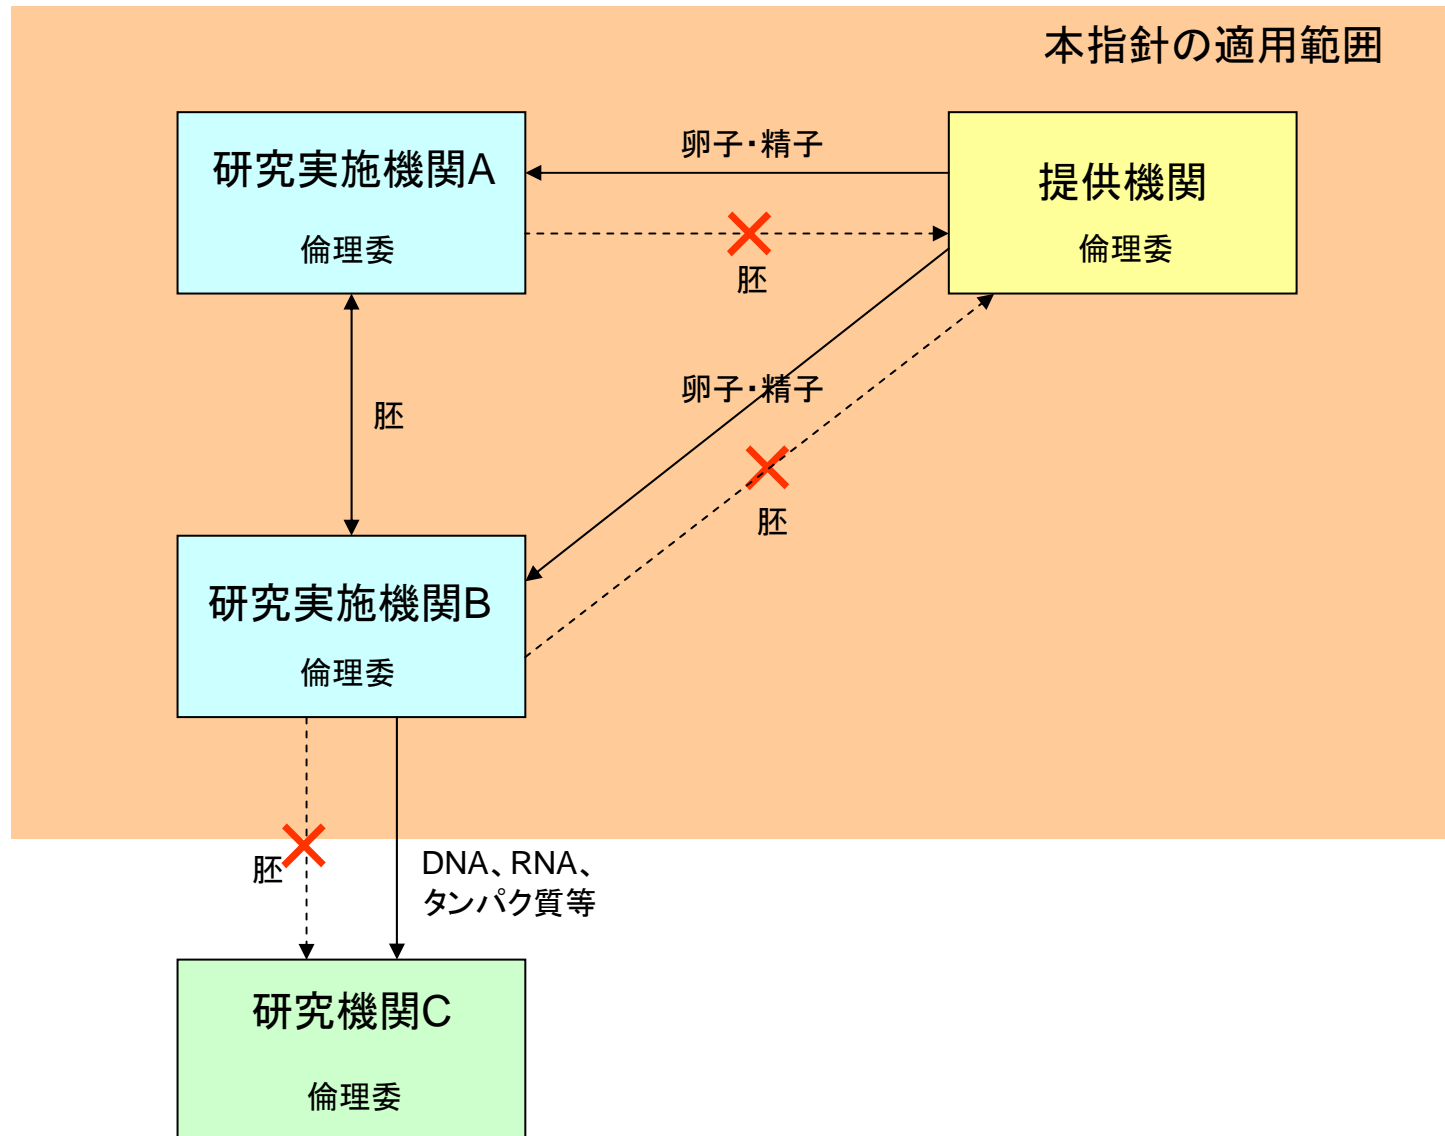 本指針の適用範囲
研究実施機関A
倫理委
卵子・精子
提供機関
倫理委
胚
胚
卵子・精子
胚
研究実施機関B
倫理委
胚
DNA、RNA、
タンパク質等
研究機関C
倫理委